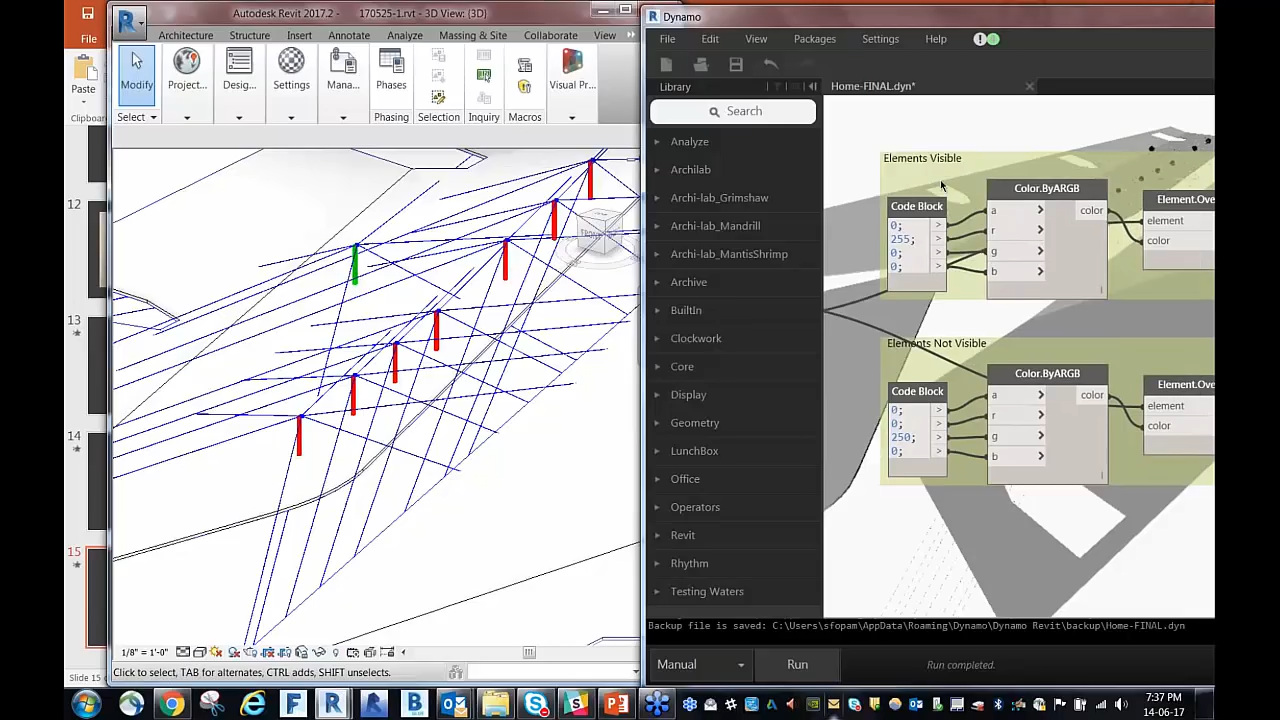 File
Paste
Clipboard
12
13
14
15
Slide 15
Autodesk Revit 2017.2 - 170525-1.rvt - 3D View: {3D}
Architecture Structure Insert Annotate Analyze Massing & Site Collaborate View
Modify
Project...
Desig...
Settings
Mana...
Phases
Visual Pr...
Select
Phasing
Selection
Inquiry
Macros
1/8" = 1'-0"
Click to select, TAB for alternates, CTRL adds, SHIFT unselects.
Dynamo
File Edit View Packages Settings Help
Library
Home-FINAL.dyn*
Search
Analyze
Archilab
Archi-lab_Grimshaw
Archi-lab_Mandrill
Archi-lab_MantisShrimp
Archive
BuiltIn
Clockwork
Core
Display
Geometry
LunchBox
Office
Operators
Revit
Rhythm
Testing Waters
Elements Visible
Code Block
0;
255;
0;
0;
Color.ByARGB
a
r
g
b
color
Element.Ove
element
color
Elements Not Visible
Code Block
0;
0;
250;
0;
Color.ByARGB
a
r
g
b
color
Element.Ove
element
color
Backup file is saved: C:\Users\sfopam\AppData\Roaming\Dynamo\Dynamo Revit\backup\Home-FINAL.dyn
Manual
Run
Run completed.
7:37 PM
14-06-17